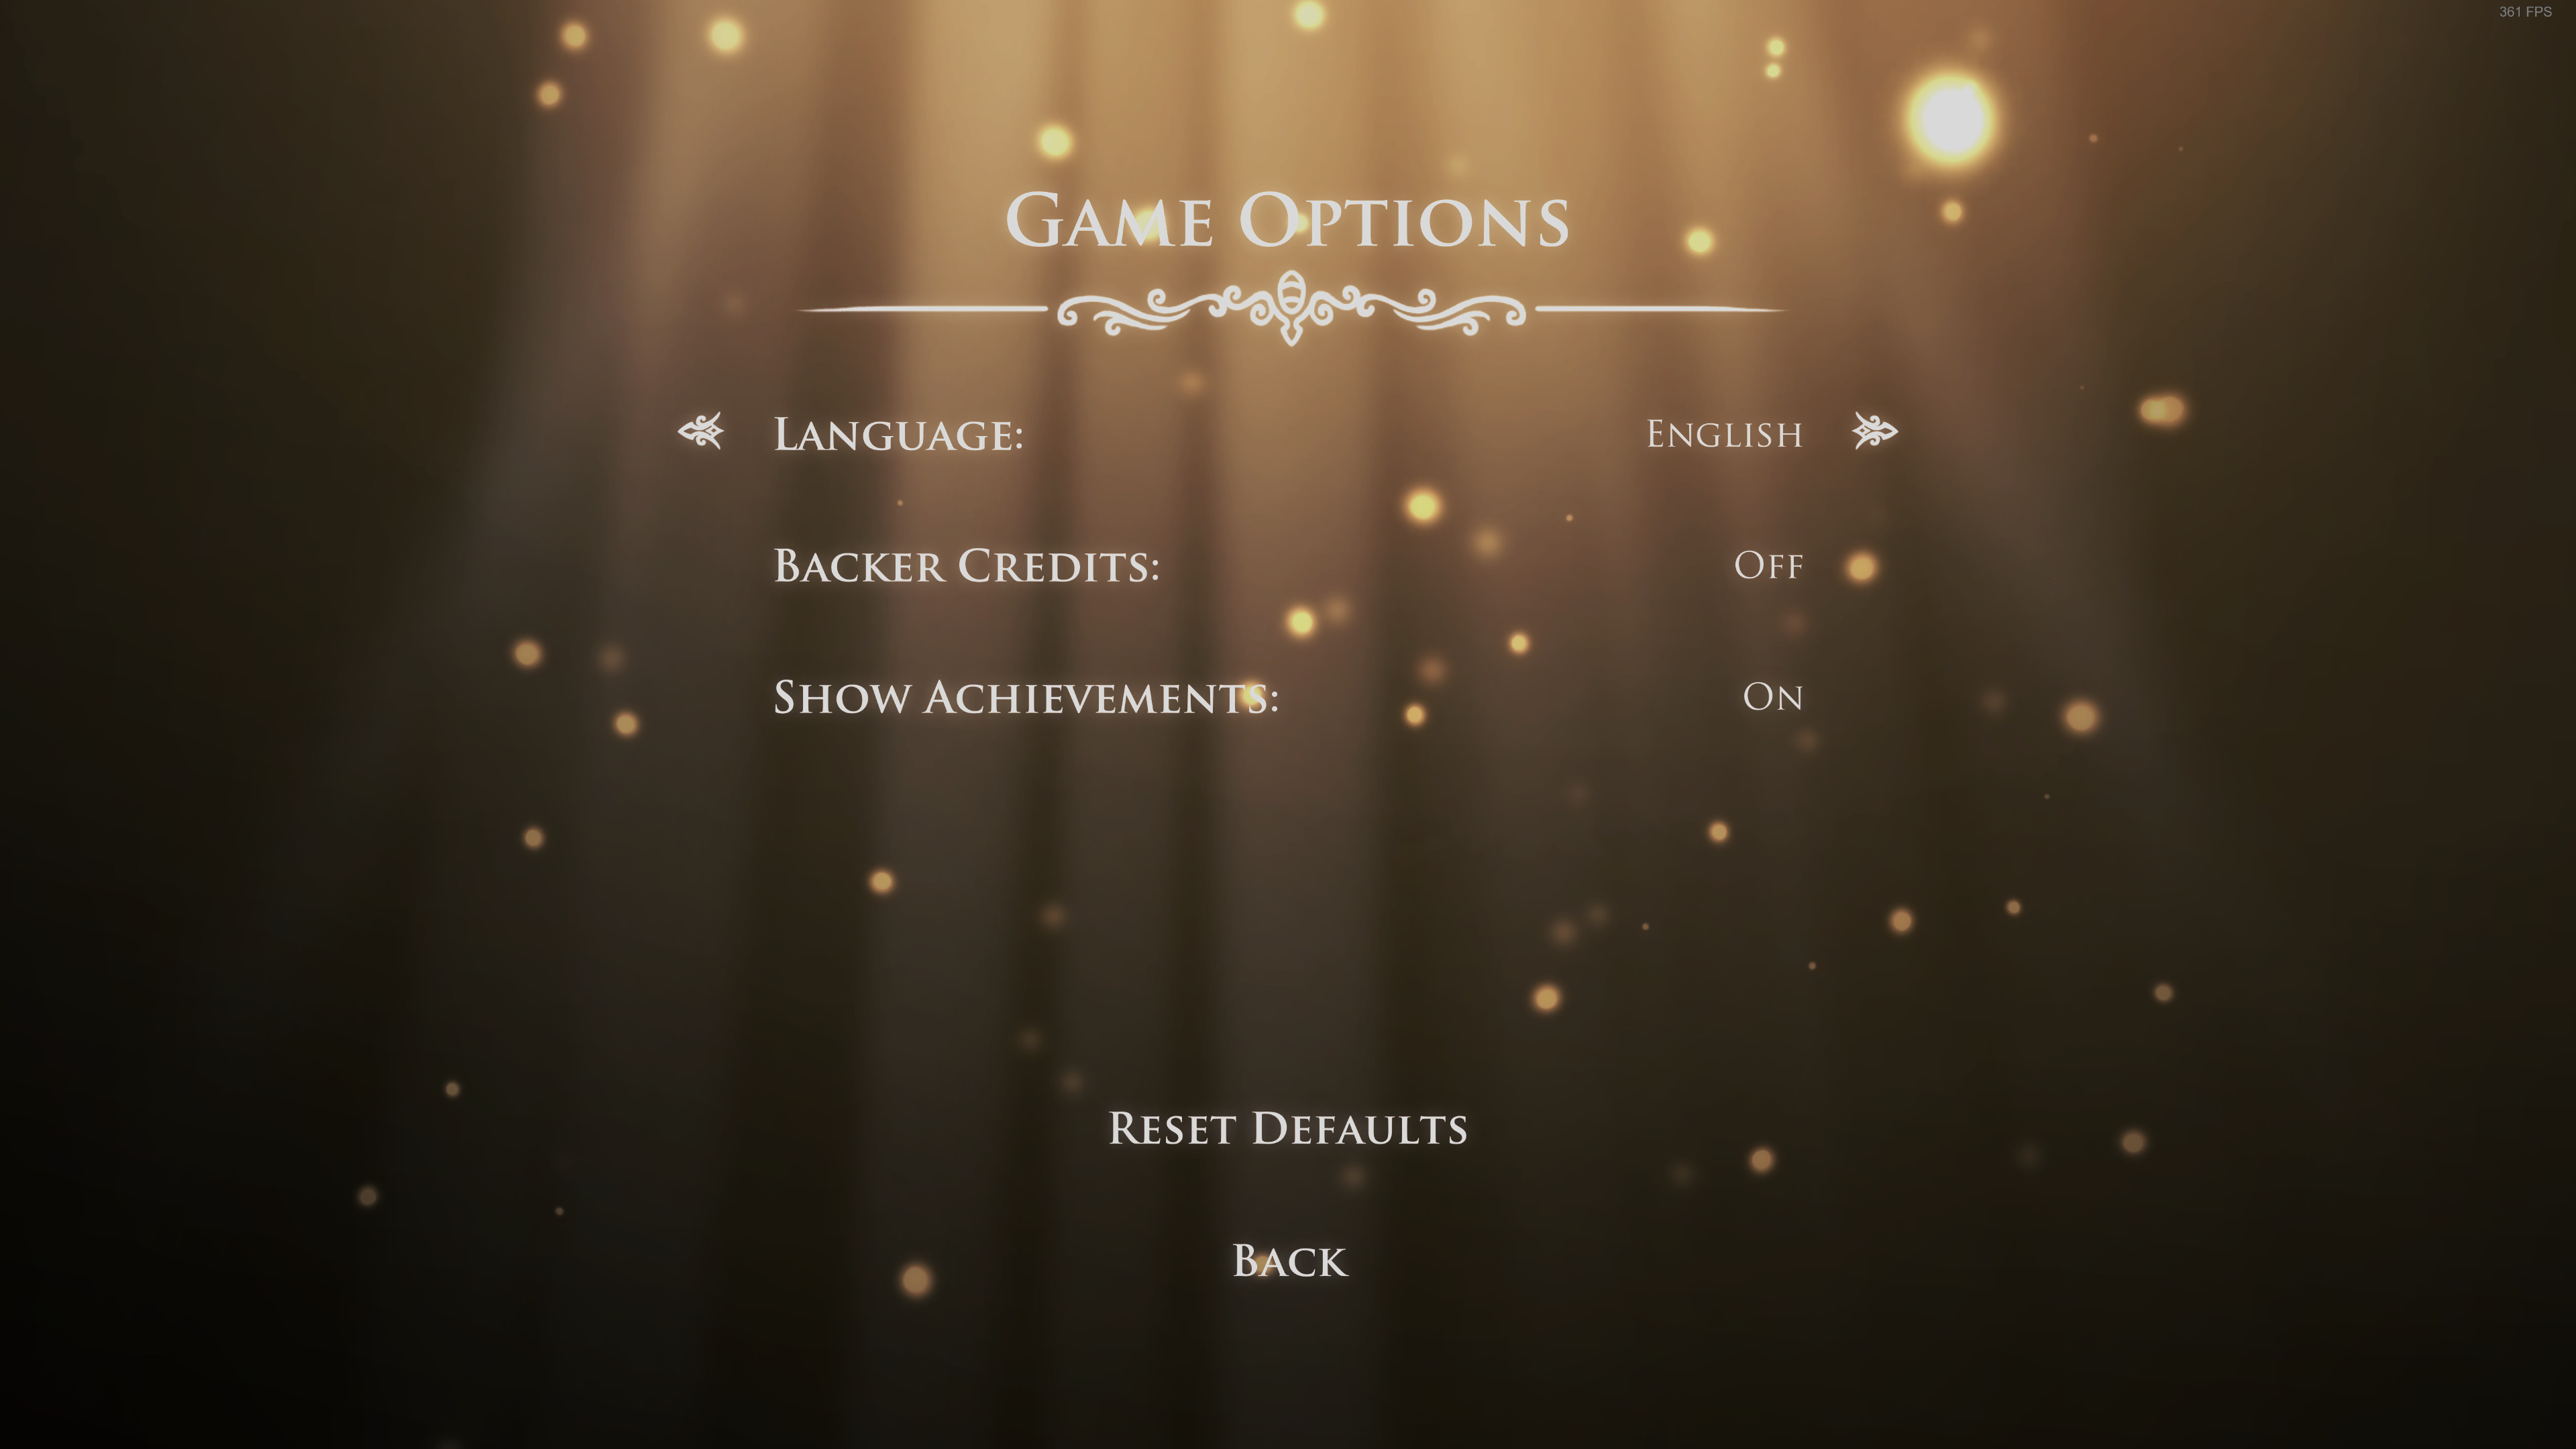 361 FPS
Game Options
Language: English
Backer Credits: Off
Show Achievements: On
Reset Defaults
Back